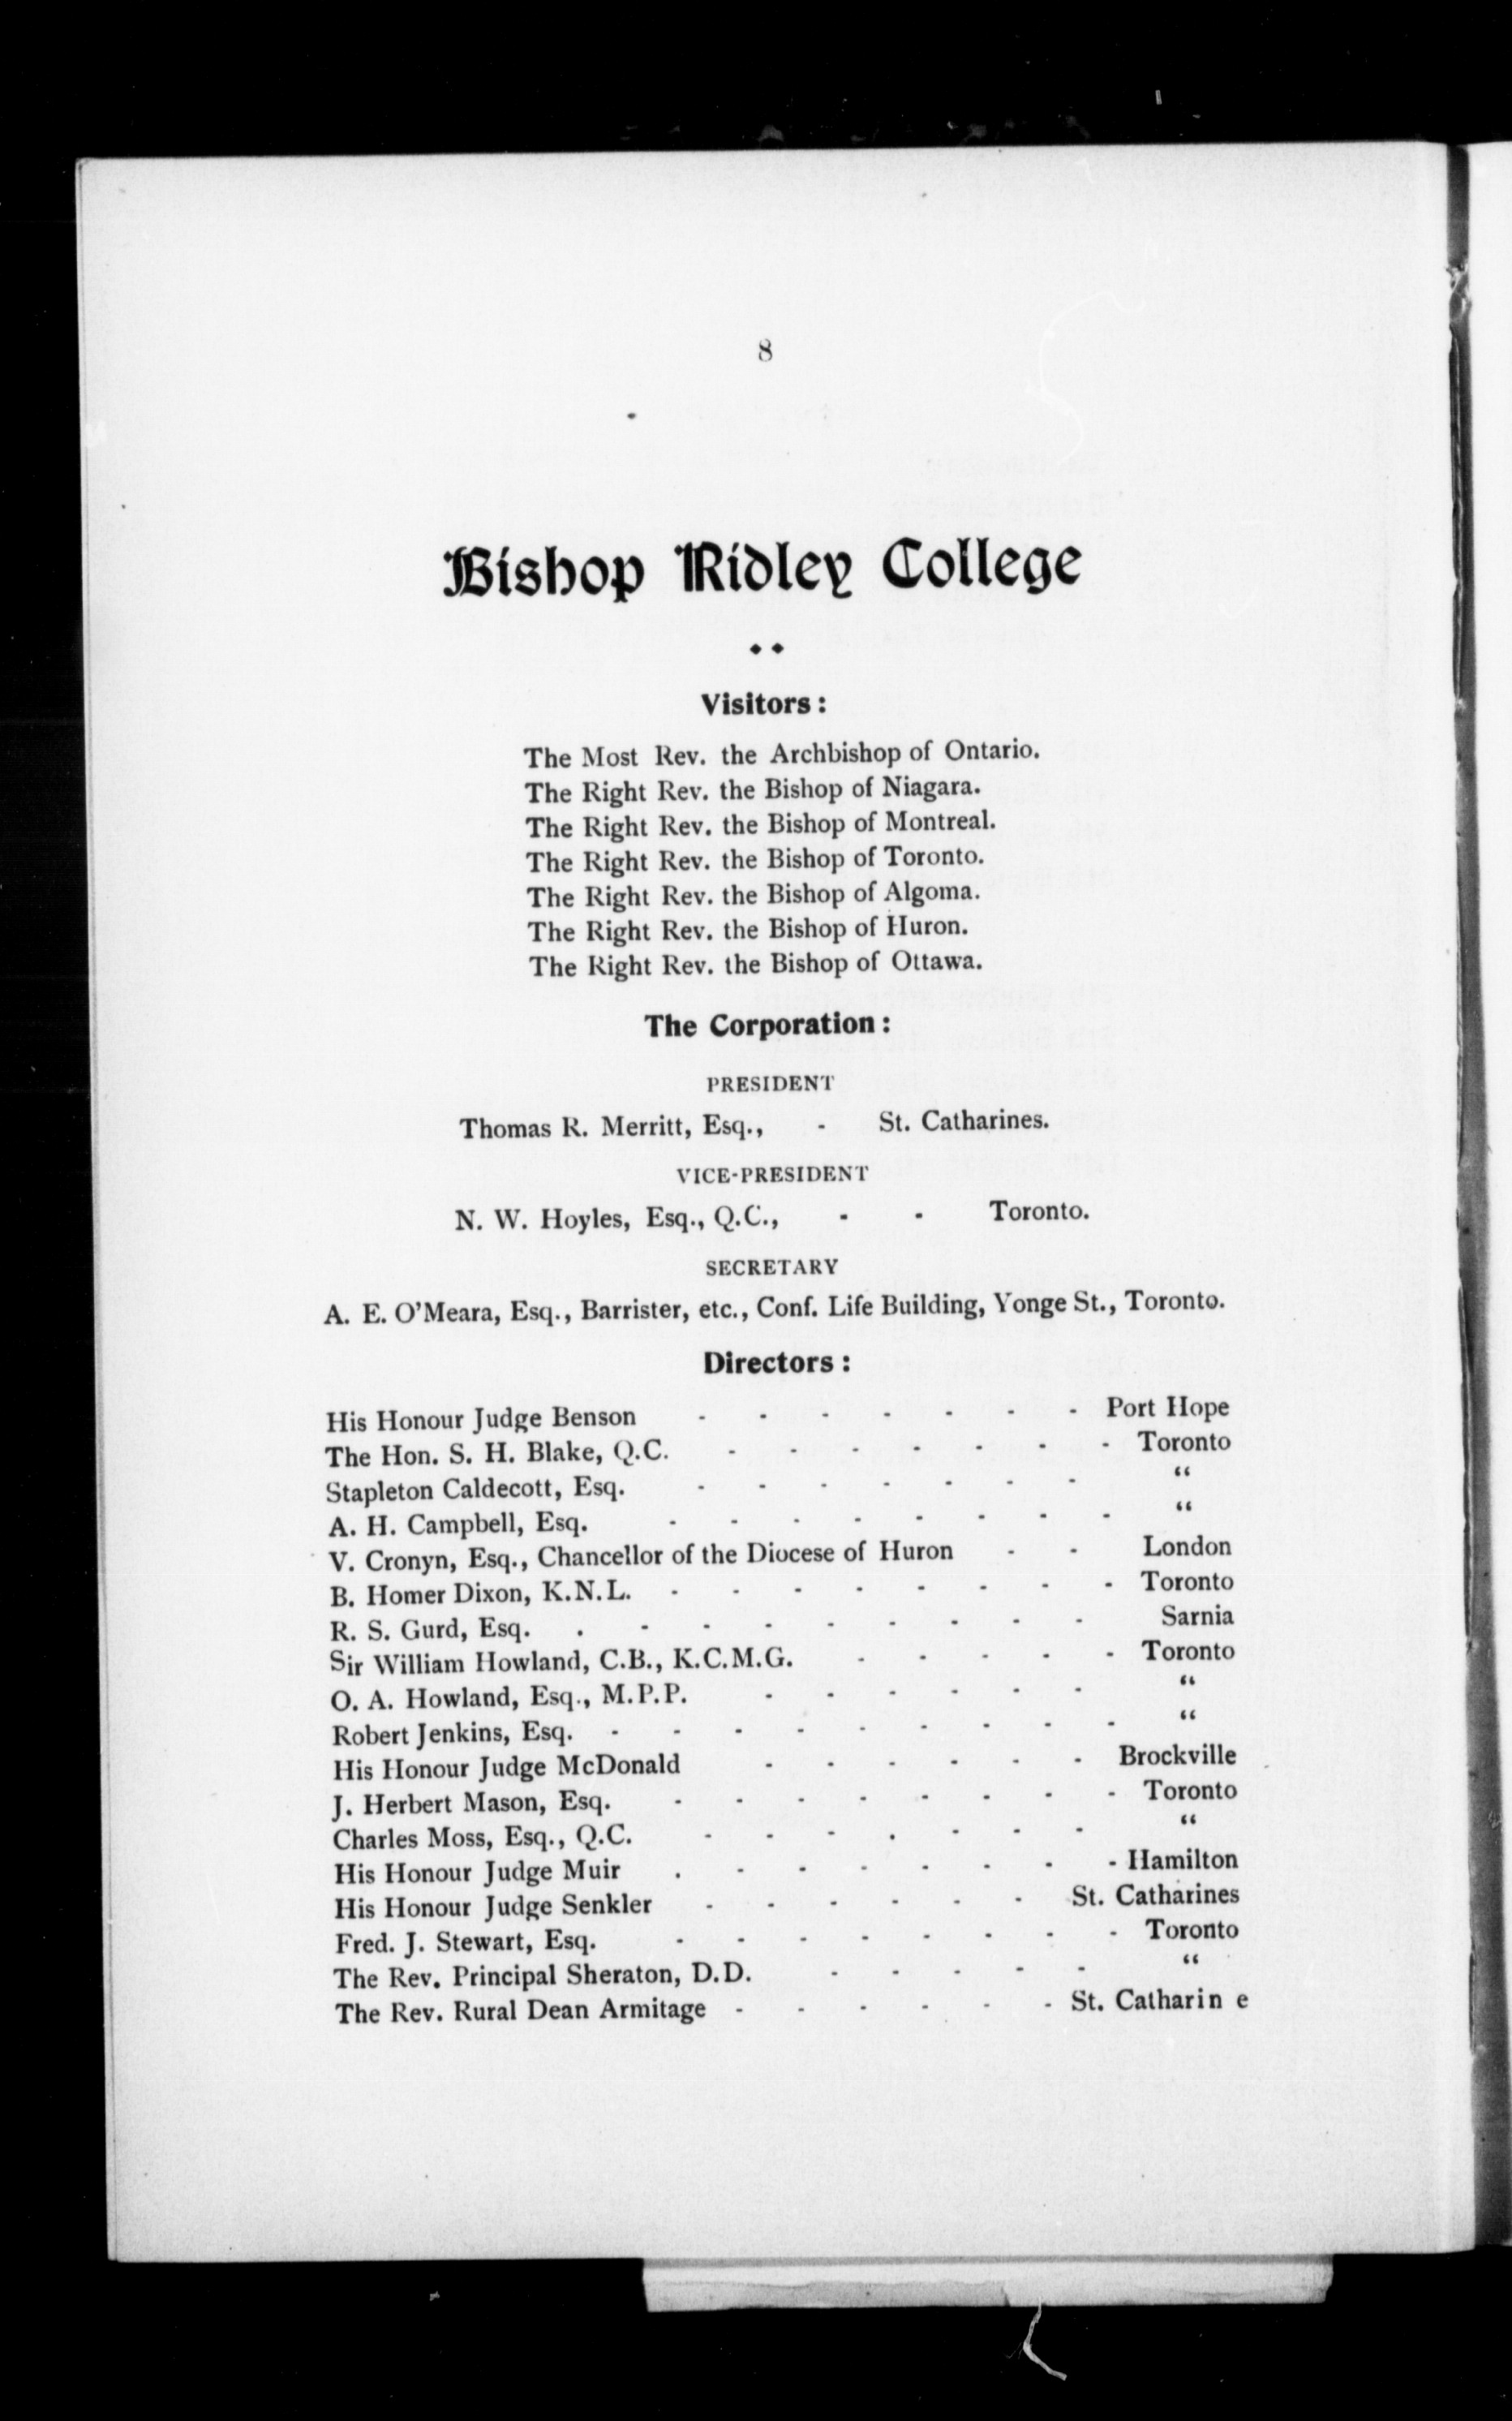 8
Bishop Ridley College
Visitors:
The Most Rev. the Archbishop of Ontario.
The Right Rev. the Bishop of Niagara.
The Right Rev. the Bishop of Montreal.
The Right Rev. the Bishop of Toronto.
The Right Rev. the Bishop of Algoma.
The Right Rev. the Bishop of Huron.
The Right Rev. the Bishop of Ottawa.
The Corporation:
PRESIDENT
Thomas R. Merritt, Esq., - St. Catharines.
VICE-PRESIDENT
N. W. Hoyles, Esq., Q.C., - - Toronto.
SECRETARY
A. E. O'Meara, Esq., Barrister, etc., Conf. Life Building, Yonge St., Toronto.
Directors:
His Honour Judge Benson - - - - - - - Port Hope
The Hon. S. H. Blake, Q.C. - - - - - - - Toronto
Stapleton Caldecott, Esq. - - - - - - - “
A. H. Campbell, Esq. - - - - - - - - “
V. Cronyn, Esq., Chancellor of the Diocese of Huron - - London
B. Homer Dixon, K.N.L. - - - - - - - - Toronto
R. S. Gurd, Esq. . - - - - - - - - Sarnia
Sir William Howland, C.B., K.C.M.G. - - - - - Toronto
O. A. Howland, Esq., M.P.P. - - - - - - “
Robert Jenkins, Esq. - - - - - - - - - “
His Honour Judge McDonald - - - - - - Brockville
J. Herbert Mason, Esq. - - - - - - - - Toronto
Charles Moss, Esq., Q.C. - - - . - - - “
His Honour Judge Muir . - - - - - - - Hamilton
His Honour Judge Senkler - - - - - - St. Catharines
Fred. J. Stewart, Esq. - - - - - - - - Toronto
The Rev. Principal Sheraton, D.D. - - - - - “
The Rev. Rural Dean Armitage - - - - - - St. Catharin e